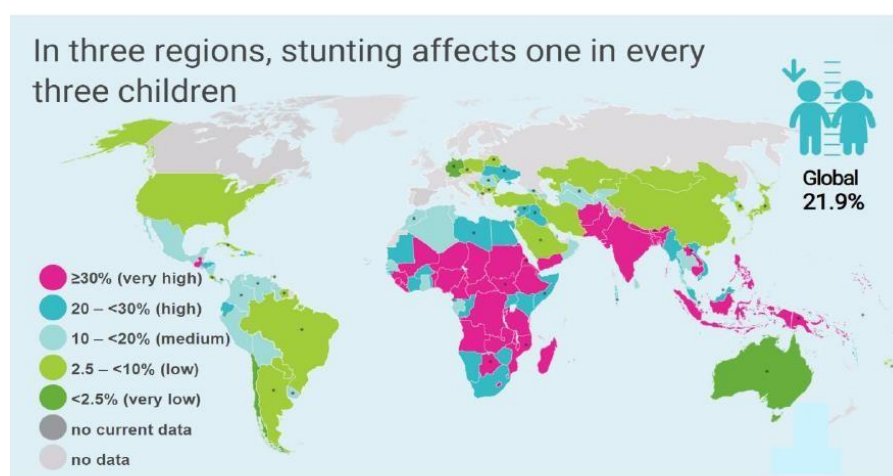 In three regions, stunting affects one in every
three children
Global
21.9%
≥30% (very high)
20 – <30% (high)
10 – <20% (medium)
2.5 – <10% (low)
<2.5% (very low)
no current data
no data